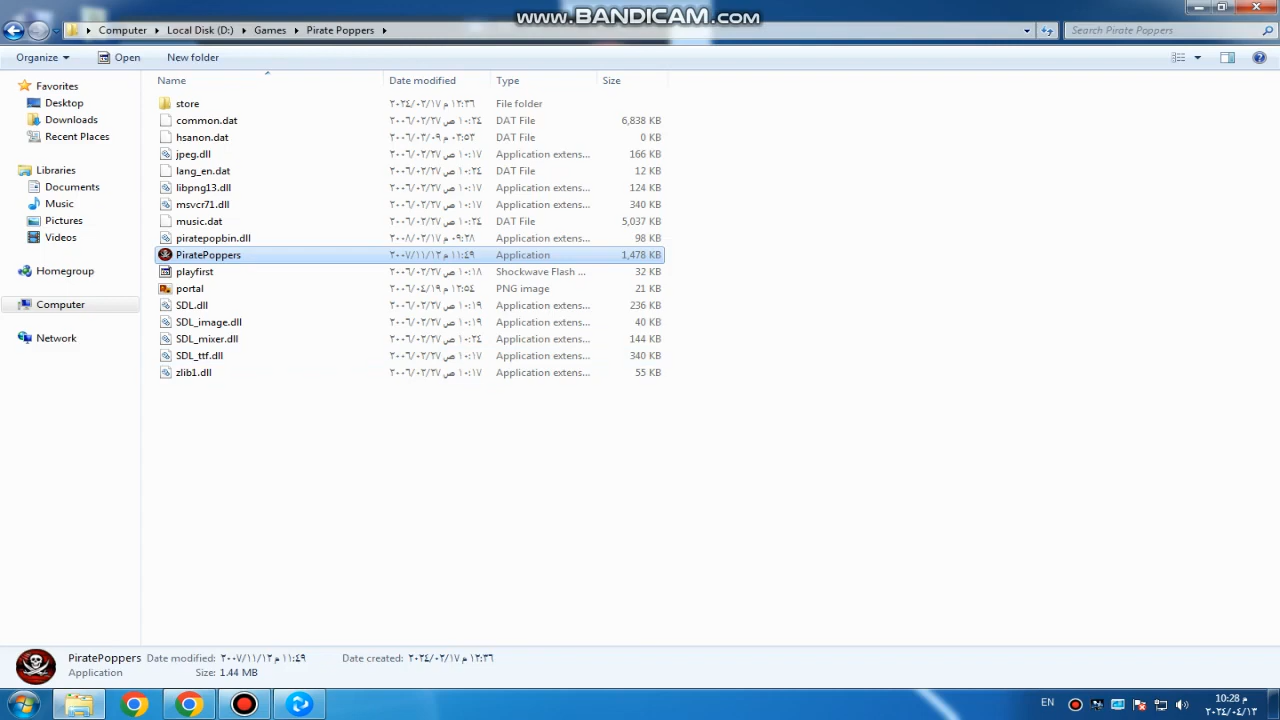 www.BANDICAM.com
Computer Local Disk (D:) Games Pirate Poppers Search Pirate Poppers
Organize Open New folder
Name Date modified Type Size
Favorites
Desktop
Downloads
Recent Places
Libraries
Documents
Music
Pictures
Videos
Homegroup
Computer
Network
store ٢٠٢٤/٠٢/١٧ م ١٢:٣٦ File folder
common.dat ٢٠٠٦/٠٢/٢٧ ص ١٠:٢٤ DAT File 6,838 KB
hsanon.dat ٢٠٠٦/٠٣/٠٩ م ٠٣:٥٣ DAT File 0 KB
jpeg.dll ٢٠٠٦/٠٢/٢٧ ص ١٠:١٧ Application extens... 166 KB
lang_en.dat ٢٠٠٦/٠٢/٢٧ ص ١٠:٢٤ DAT File 12 KB
libpng13.dll ٢٠٠٦/٠٢/٢٧ ص ١٠:١٧ Application extens... 124 KB
msvcr71.dll ٢٠٠٦/٠٢/٢٧ ص ١٠:١٧ Application extens... 340 KB
music.dat ٢٠٠٦/٠٢/٢٧ ص ١٠:٢٤ DAT File 5,037 KB
piratepopbin.dll ٢٠٠٨/٠٢/١٧ م ٠٩:٢٨ Application extens... 98 KB
PiratePoppers ٢٠٠٧/١١/١٢ م ١١:٤٩ Application 1,478 KB
playfirst ٢٠٠٦/٠٢/٢٧ ص ١٠:١٨ Shockwave Flash ... 32 KB
portal ٢٠٠٦/٠٤/١٩ م ١٢:٥٤ PNG image 21 KB
SDL.dll ٢٠٠٦/٠٢/٢٧ ص ١٠:١٩ Application extens... 236 KB
SDL_image.dll ٢٠٠٦/٠٢/٢٧ ص ١٠:١٩ Application extens... 40 KB
SDL_mixer.dll ٢٠٠٦/٠٢/٢٧ ص ١٠:٢٤ Application extens... 144 KB
SDL_ttf.dll ٢٠٠٦/٠٢/٢٧ ص ١٠:١٧ Application extens... 340 KB
zlib1.dll ٢٠٠٦/٠٢/٢٧ ص ١٠:١٧ Application extens... 55 KB
PiratePoppers Date modified: ٢٠٠٧/١١/١٢ م ١١:٤٩ Date created: ٢٠٢٤/٠٢/١٧ م ١٢:٣٦
Application Size: 1.44 MB
EN
م 10:28
٢٠٢٤/٠٤/١٣